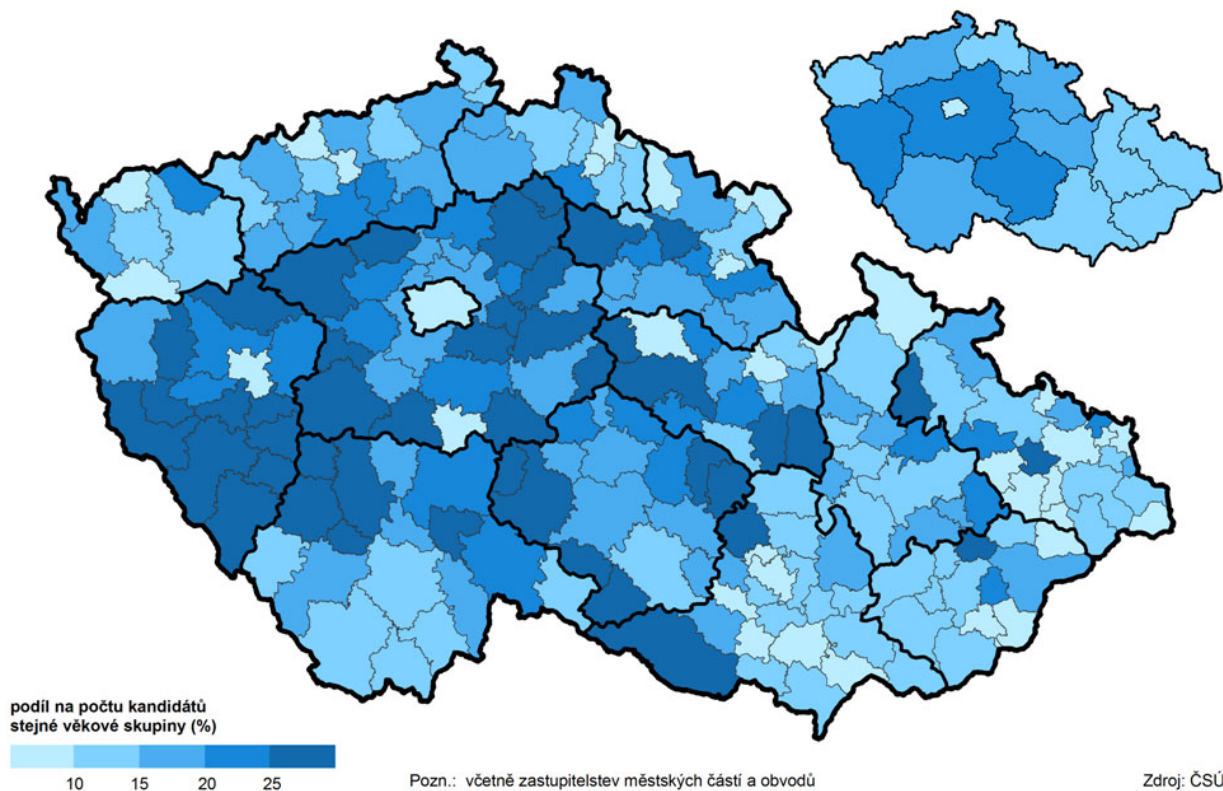 podíl na počtu kandidátů
stejné věkové skupiny (%)
10 15 20 25
Pozn.: včetně zastupitelstev městských částí a obvodů
Zdroj: ČSÚ